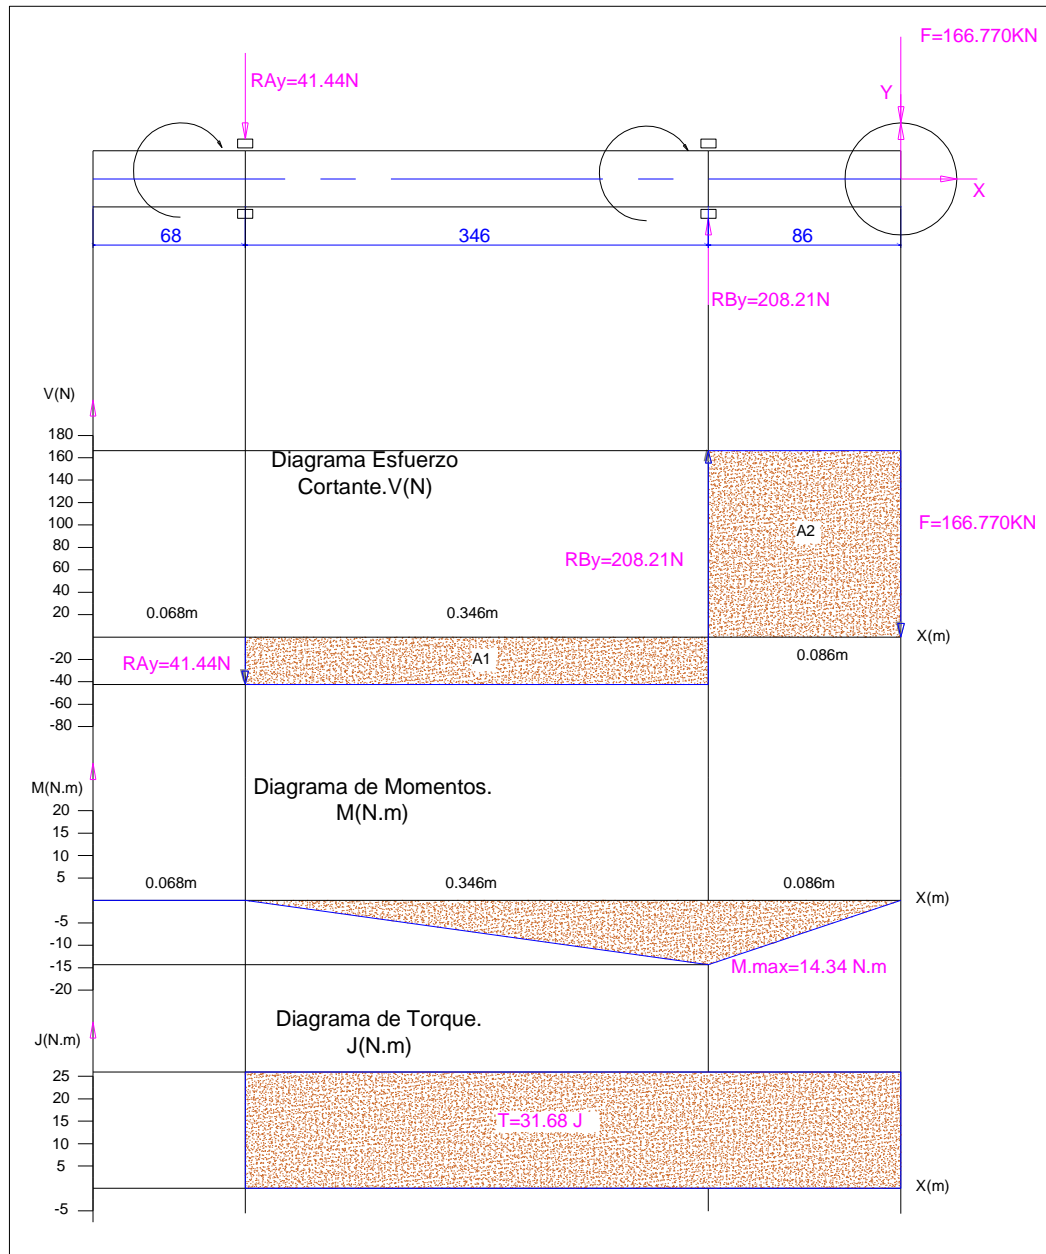 F=166.770KN
RAy=41.44N
Y
X
68
346
86
RBy=208.21N
V(N)
180
160
140
120
100
80
60
40
20
-20
-40
-60
-80
Diagrama Esfuerzo
Cortante.V(N)
A2
F=166.770KN
RBy=208.21N
0.068m
0.346m
X(m)
RAy=41.44N
A1
0.086m
M(N.m)
20
15
10
5
-5
-10
-15
-20
Diagrama de Momentos.
M(N.m)
0.068m
0.346m
0.086m
X(m)
M.max=14.34 N.m
Diagrama de Torque.
J(N.m)
J(N.m)
25
20
15
10
5
-5
T=31.68 J
X(m)